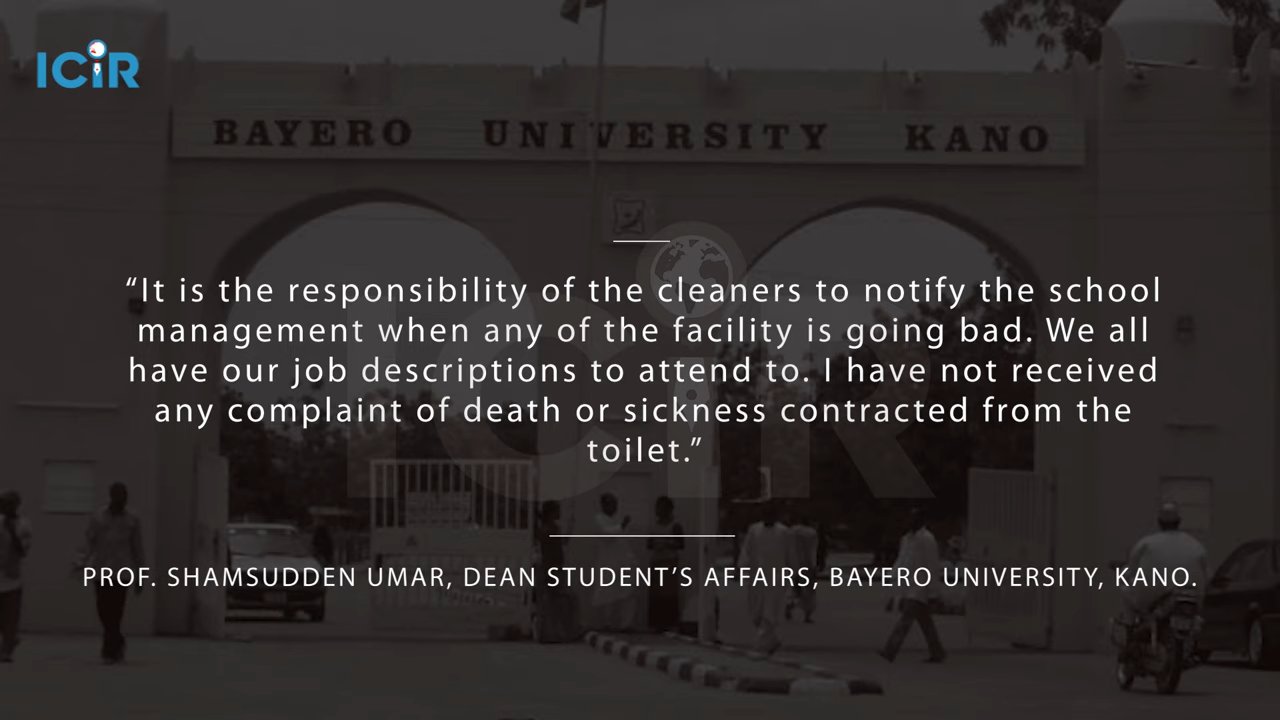 ICiR
BAYERO UNIVERSITY KANO
“It is the responsibility of the cleaners to notify the school
management when any of the facility is going bad. We all
have our job descriptions to attend to. I have not received
any complaint of death or sickness contracted from the
toilet.”
ICiR
PROF. SHAMSUDDEN UMAR, DEAN STUDENT’S AFFAIRS, BAYERO UNIVERSITY, KANO.